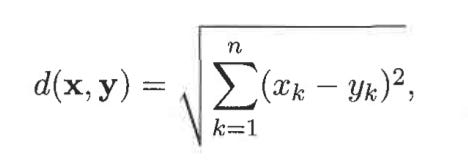 d(x, y) = √∑_{k=1}^{n} (x_k − y_k)²,